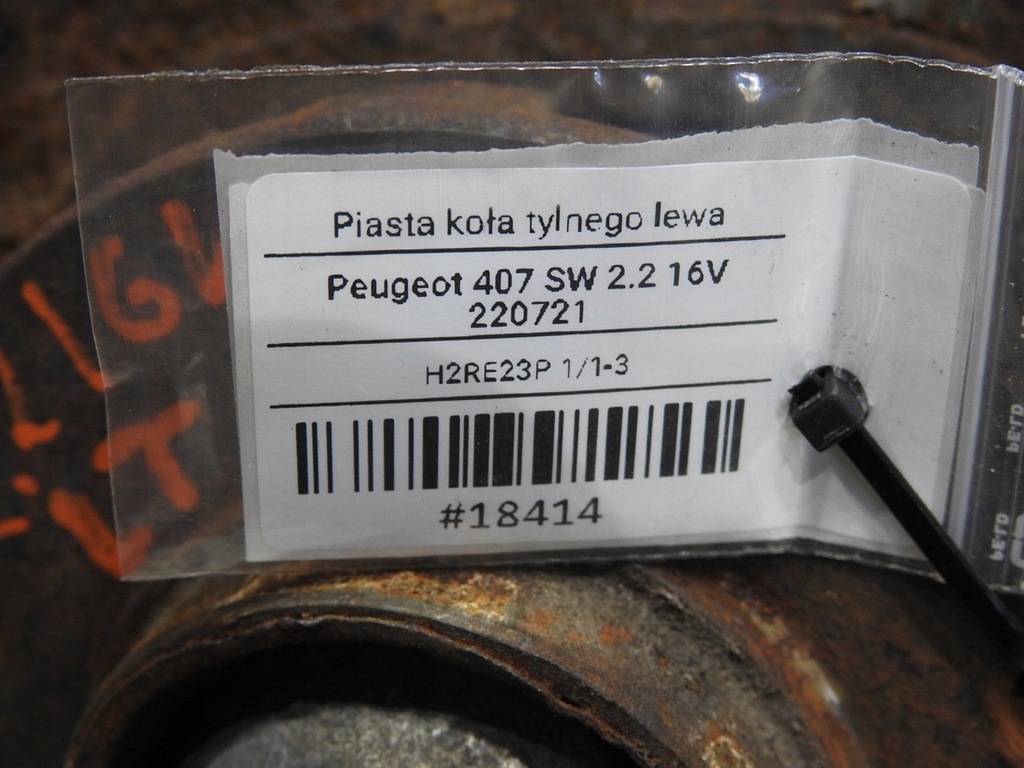 Piasta koła tylnego lewa
Peugeot 407 SW 2.2 16V
220721
H2RE23P 1/1-3
#18414